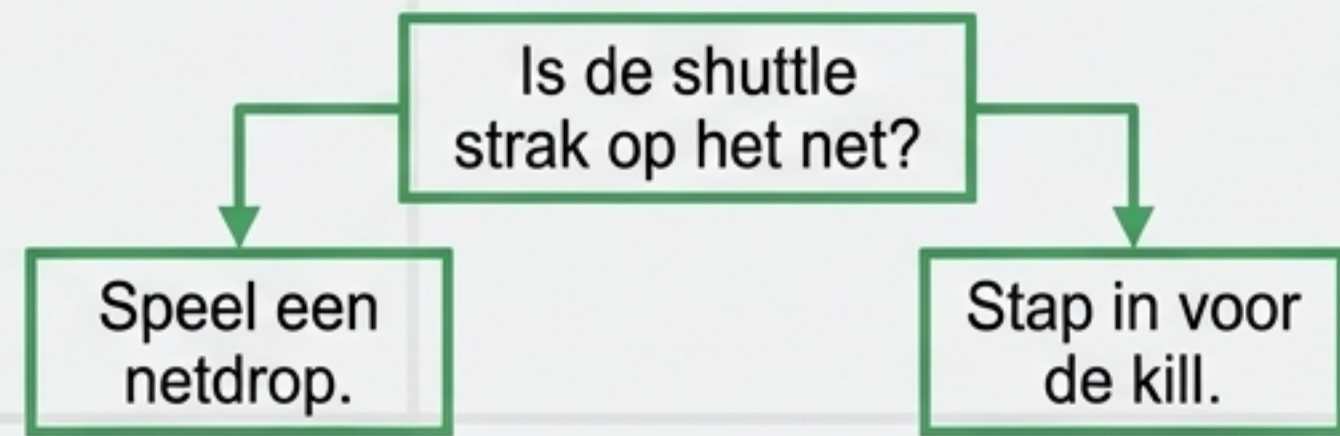 Is de shuttle
strak op het net?
Speel een
netdrop.
Stap in voor
de kill.